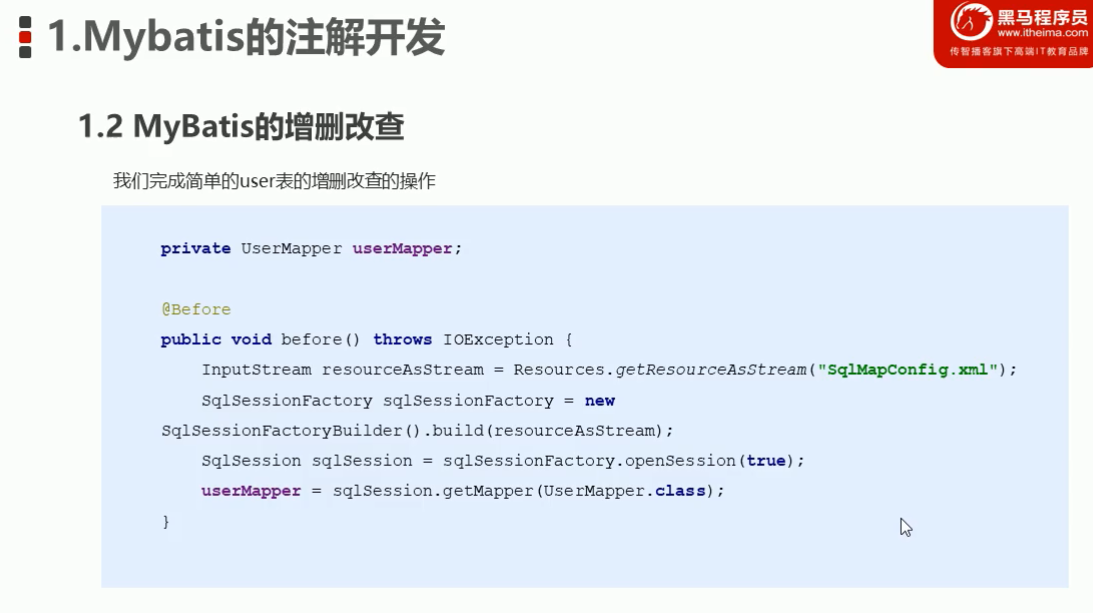 1.Mybatis的注解开发
黑马程序员
www.itheima.com
传智播客旗下高端IT教育品牌
1.2 MyBatis的增删改查
我们完成简单的user表的增删改查的操作
private UserMapper userMapper;
@Before
public void before() throws IOException {
InputStream resourceAsStream = Resources.getResourceAsStream("SqlMapConfig.xml");
SqlSessionFactory sqlSessionFactory = new
SqlSessionFactoryBuilder().build(resourceAsStream);
SqlSession sqlSession = sqlSessionFactory.openSession(true);
userMapper = sqlSession.getMapper(UserMapper.class);
}